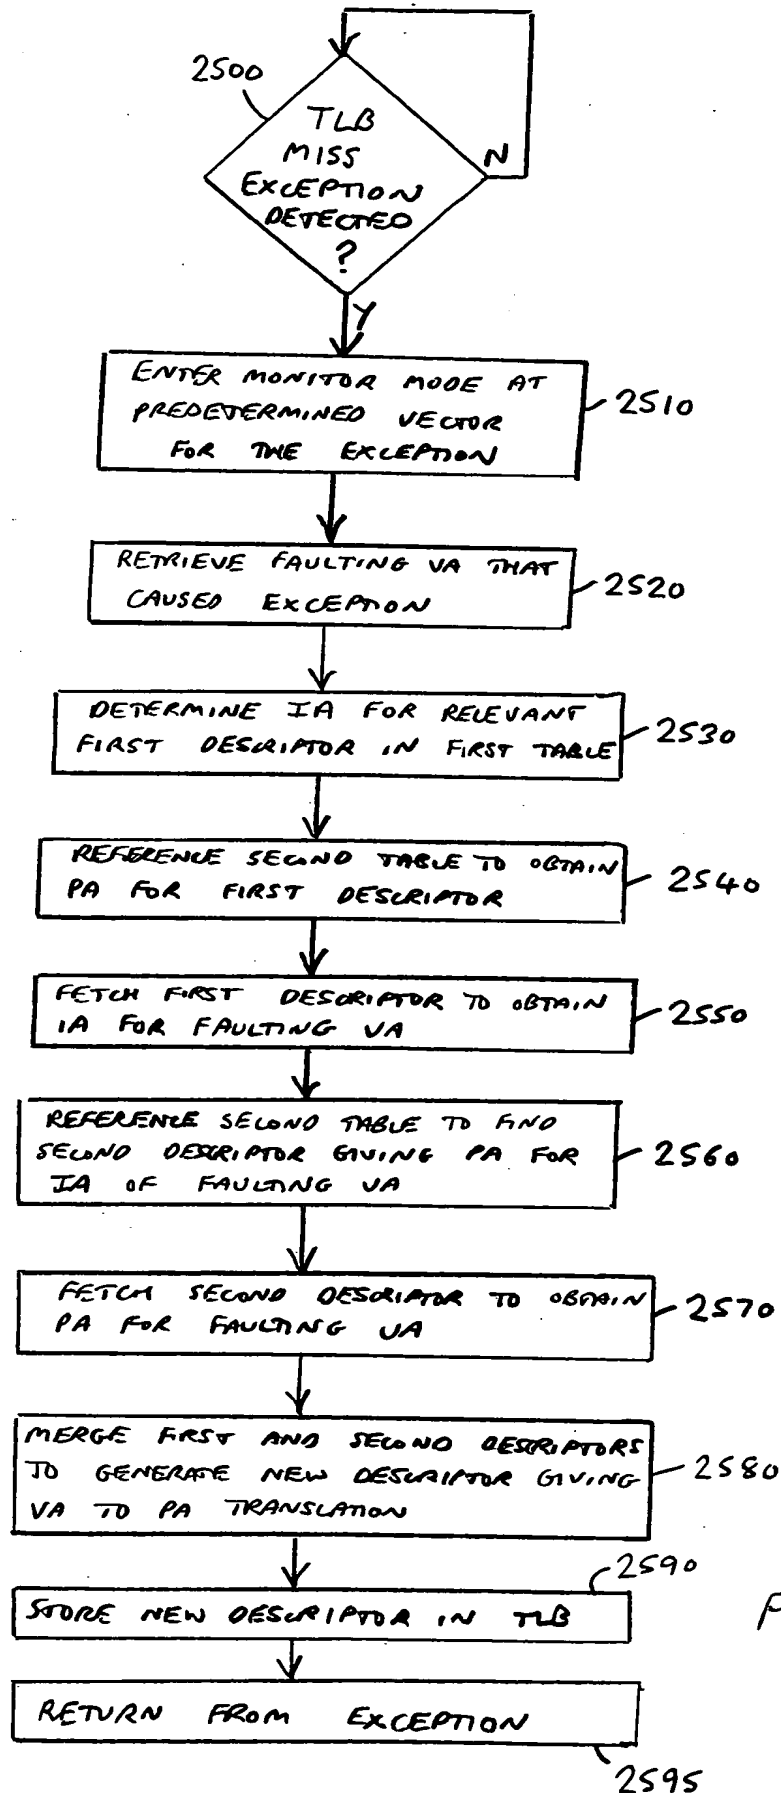 2500
TLB
MISS
EXCEPTION
DETECTED
?
N
Y
ENTER MONITOR MODE AT
PREDETERMINED VECTOR
FOR THE EXCEPTION
2510
RETRIEVE FAULTING VA THAT
CAUSED EXCEPTION
2520
DETERMINE IA FOR RELEVANT
FIRST DESCRIPTOR IN FIRST TABLE
2530
REFERENCE SECOND TABLE TO OBTAIN
PA FOR FIRST DESCRIPTOR
2540
FETCH FIRST DESCRIPTOR TO OBTAIN
IA FOR FAULTING VA
2550
REFERENCE SECOND TABLE TO FIND
SECOND DESCRIPTOR GIVING PA FOR
IA OF FAULTING VA
2560
FETCH SECOND DESCRIPTOR TO OBTAIN
PA FOR FAULTING VA
2570
MERGE FIRST AND SECOND DESCRIPTORS
TO GENERATE NEW DESCRIPTOR GIVING
VA TO PA TRANSLATION
2580
2590
STORE NEW DESCRIPTOR IN TLB
RETURN FROM EXCEPTION
2595